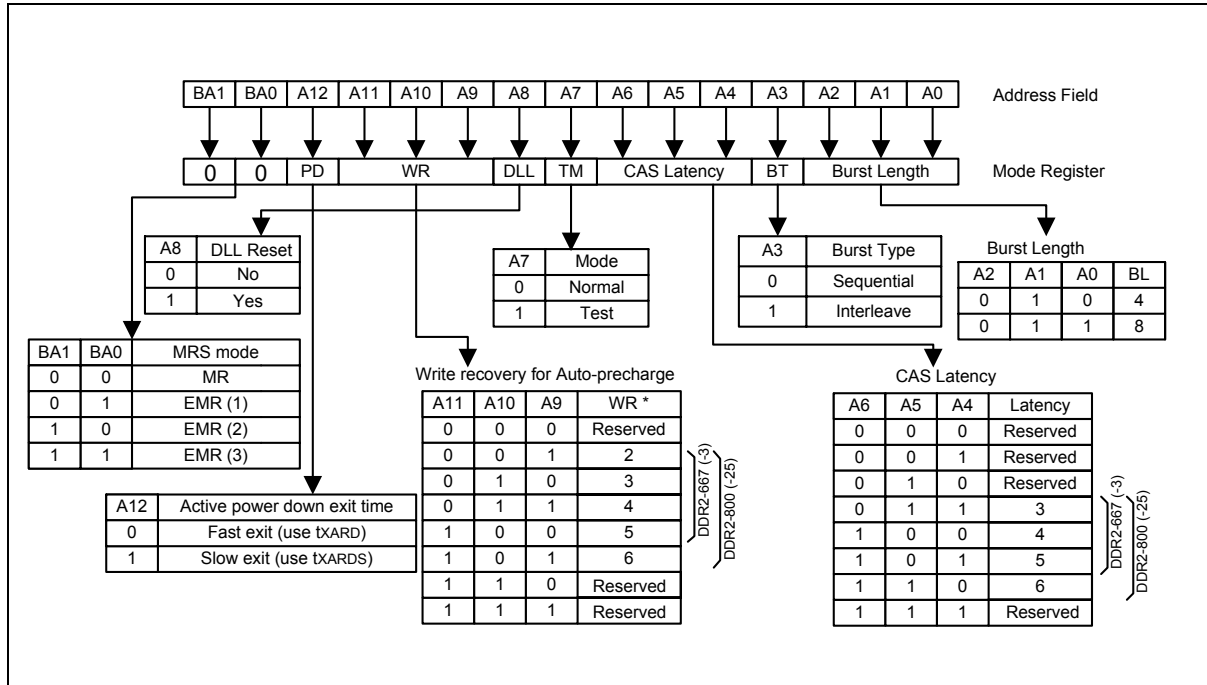 BA1 BA0 A12 A11 A10 A9 A8 A7 A6 A5 A4 A3 A2 A1 A0 Address Field
0 0 PD WR DLL TM CAS Latency BT Burst Length Mode Register
A8 DLL Reset
0 No
1 Yes
A7 Mode
0 Normal
1 Test
A3 Burst Type
0 Sequential
1 Interleave
Burst Length
A2 A1 A0 BL
0 1 0 4
0 1 1 8
BA1 BA0 MRS mode
0 0 MR
0 1 EMR (1)
1 0 EMR (2)
1 1 EMR (3)
A12 Active power down exit time
0 Fast exit (use tXARD)
1 Slow exit (use tXARDS)
Write recovery for Auto-precharge
A11 A10 A9 WR *
0 0 0 Reserved
0 0 1 2
0 1 0 3
0 1 1 4
1 0 0 5
1 0 1 6
1 1 0 Reserved
1 1 1 Reserved
DDR2-667 (-3)
DDR2-800 (-25)
CAS Latency
A6 A5 A4 Latency
0 0 0 Reserved
0 0 1 Reserved
0 1 0 Reserved
0 1 1 3
1 0 0 4
1 0 1 5
1 1 0 6
1 1 1 Reserved
DDR2-667 (-3)
DDR2-800 (-25)